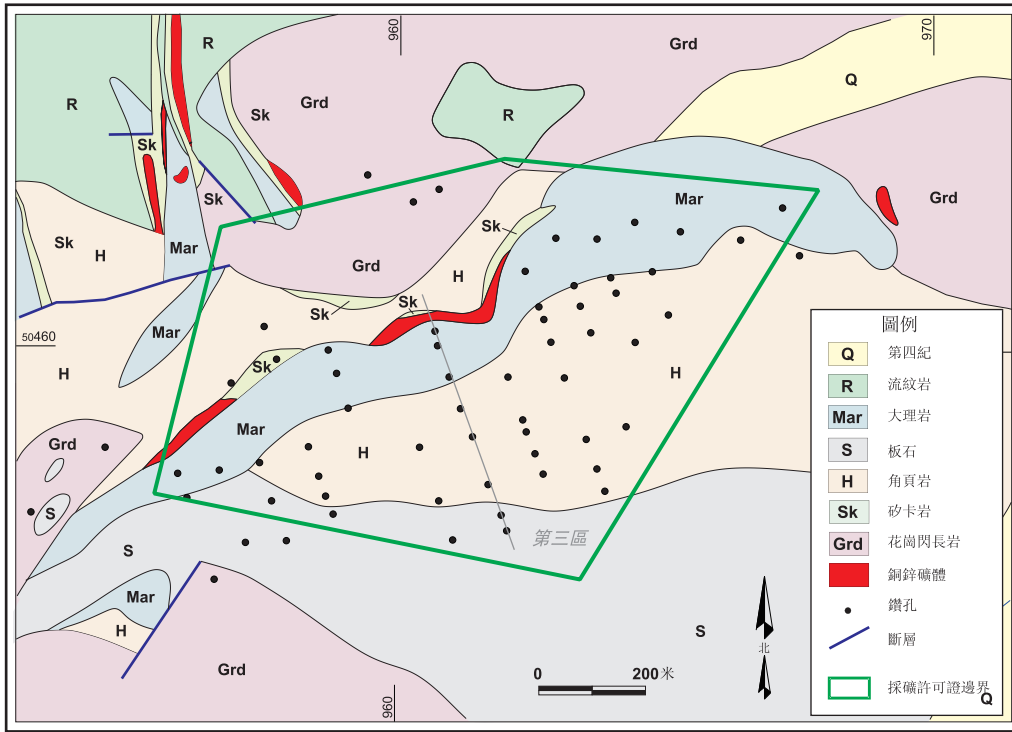 960
970
Grd
R
Q
R
Grd
Sk
Sk
Sk
Grd
Mar
Sk
Sk
H
Mar
Grd
H
Sk
Sk
50460
Mar
Sk
H
H
Grd
Mar
H
S
第三區
S
Mar
H
S
Grd
960
0
200米
北
圖例
Q 第四紀
R 流紋岩
Mar 大理岩
S 板石
H 角頁岩
Sk 矽卡岩
Grd 花崗閃長岩
銅鋅礦體
鑽孔
斷層
採礦許可證邊界
Q